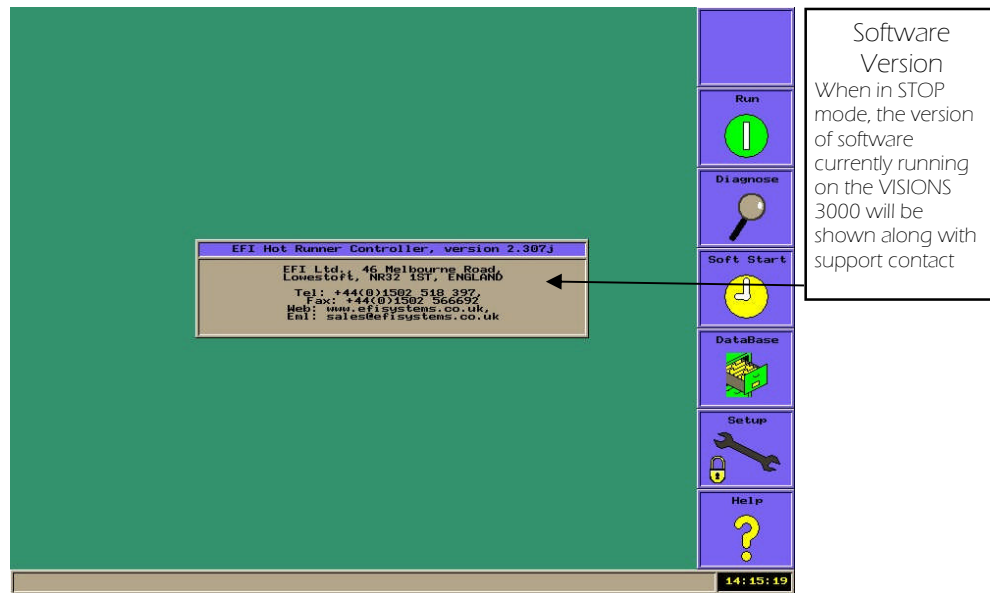 EFI Hot Runner Controller, version 2.307j
EFI Ltd., 46 Melbourne Road,
Lowestoft, NR32 1ST, ENGLAND
Tel: +44(0)1502 518 397,
Fax: +44(0)1502 566692
Web: www.efisystems.co.uk,
Eml: sales@efisystems.co.uk
Run
Diagnose
Soft Start
DataBase
Setup
Help
14:15:19
Software
Version
When in STOP
mode, the version
of software
currently running
on the VISIONS
3000 will be
shown along with
support contact